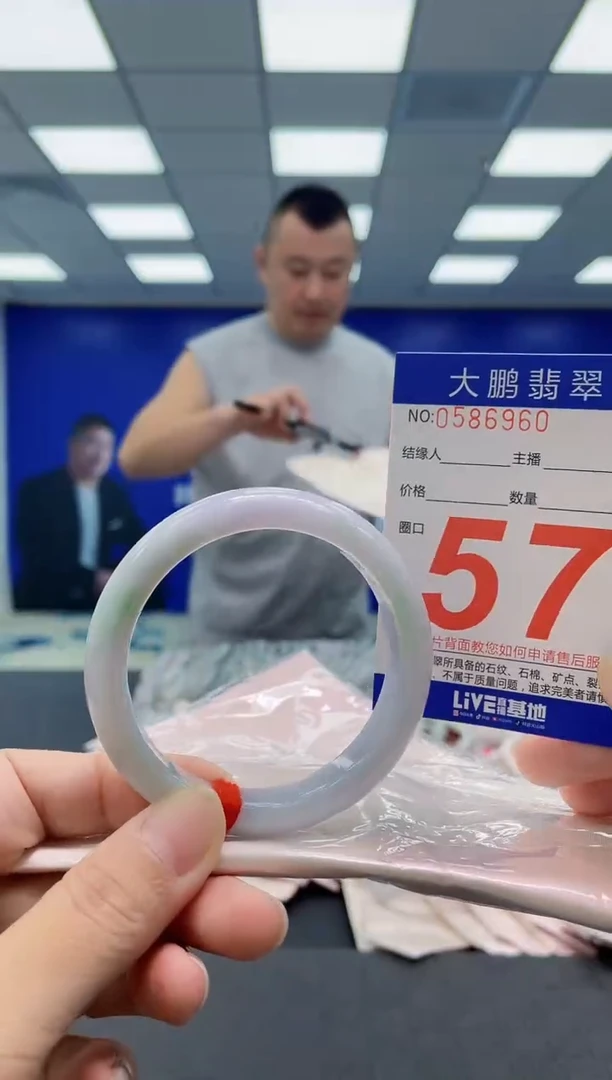 大鹏翡翠
NO:0586960
结缘人 主播
价格 数量
圈口 57
片背面教您如何申请售后服
翠所具备的石纹、石棉、矿点、裂
不属于质量问题，追求完美者请
LiVE 基地